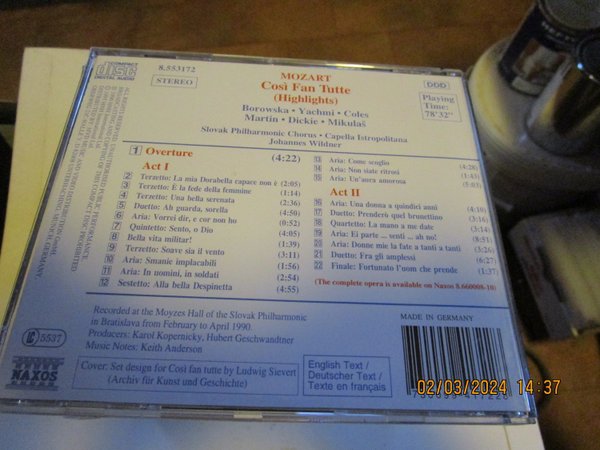 COMPACT
disc
DIGITAL AUDIO
8.553172
STEREO
DDD
Playing
Time:
78'32"
MOZART
Così Fan Tutte
(Highlights)
Borowska • Yachmi • Coles
Martin • Dickie • Mikulaš
Slovak Philharmonic Chorus • Capella Istropolitana
Johannes Wildner
1 Overture (4:22)
Act I
2 Terzetto: La mia Dorabella capace non è (2:05)
3 Terzetto: È la fede delle femmine (1:14)
4 Terzetto: Una bella serenata (2:36)
5 Duetto: Ah guarda, sorella (4:50)
6 Aria: Vorrei dir, e cor non ho (0:52)
7 Quintetto: Sento, o Dio (4:05)
8 Bella vita militar! (1:39)
9 Terzetto: Soave sia il vento (3:11)
10 Aria: Smanie implacabili (1:56)
11 Aria: In uomini, in soldati (2:54)
12 Sestetto: Alla bella Despinetta (4:55)
13 Aria: Come scoglio (4:28)
14 Aria: Non siate ritrosi (1:43)
15 Aria: Un'aura amorosa (5:03)
Act II
16 Aria: Una donna a quindici anni (4:19)
17 Duetto: Prenderò quel brunettino (3:16)
18 Quartetto: La mano a me date (3:14)
19 Aria: Ei parte ... senti ... ah no! (8:51)
20 Aria: Donne mie la fate a tanti a tanti (3:26)
21 Duetto: Fra gli amplessi (6:27)
22 Finale: Fortunato l'uom che prende (1:37)
(The complete opera is available on Naxos 8.660008-10)
Recorded at the Moyzes Hall of the Slovak Philharmonic
in Bratislava from February to April 1990.
Producers: Karol Kopernicky, Hubert Geschwandtner
Music Notes: Keith Anderson
MADE IN GERMANY
LC 5537
NAXOS
Cover: Set design for Così fan tutte by Ludwig Sievert
(Archiv für Kunst und Geschichte)
English Text /
Deutscher Text /
Texte en français
02/03/2024 14:37